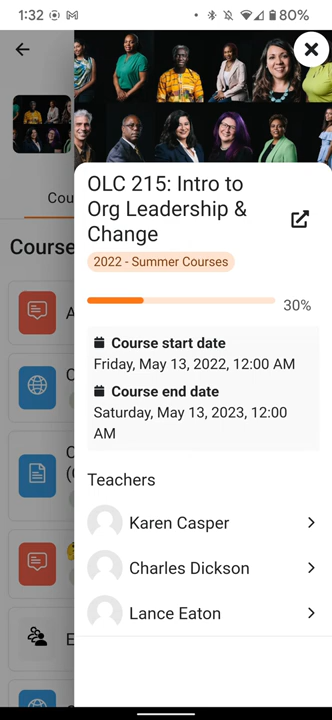 1:32
80%
OLC 215: Intro to
Org Leadership &
Change
2022 - Summer Courses
30%
Cou
Course
Course start date
Friday, May 13, 2022, 12:00 AM
Course end date
Saturday, May 13, 2023, 12:00
AM
Teachers
Karen Casper
Charles Dickson
Lance Eaton